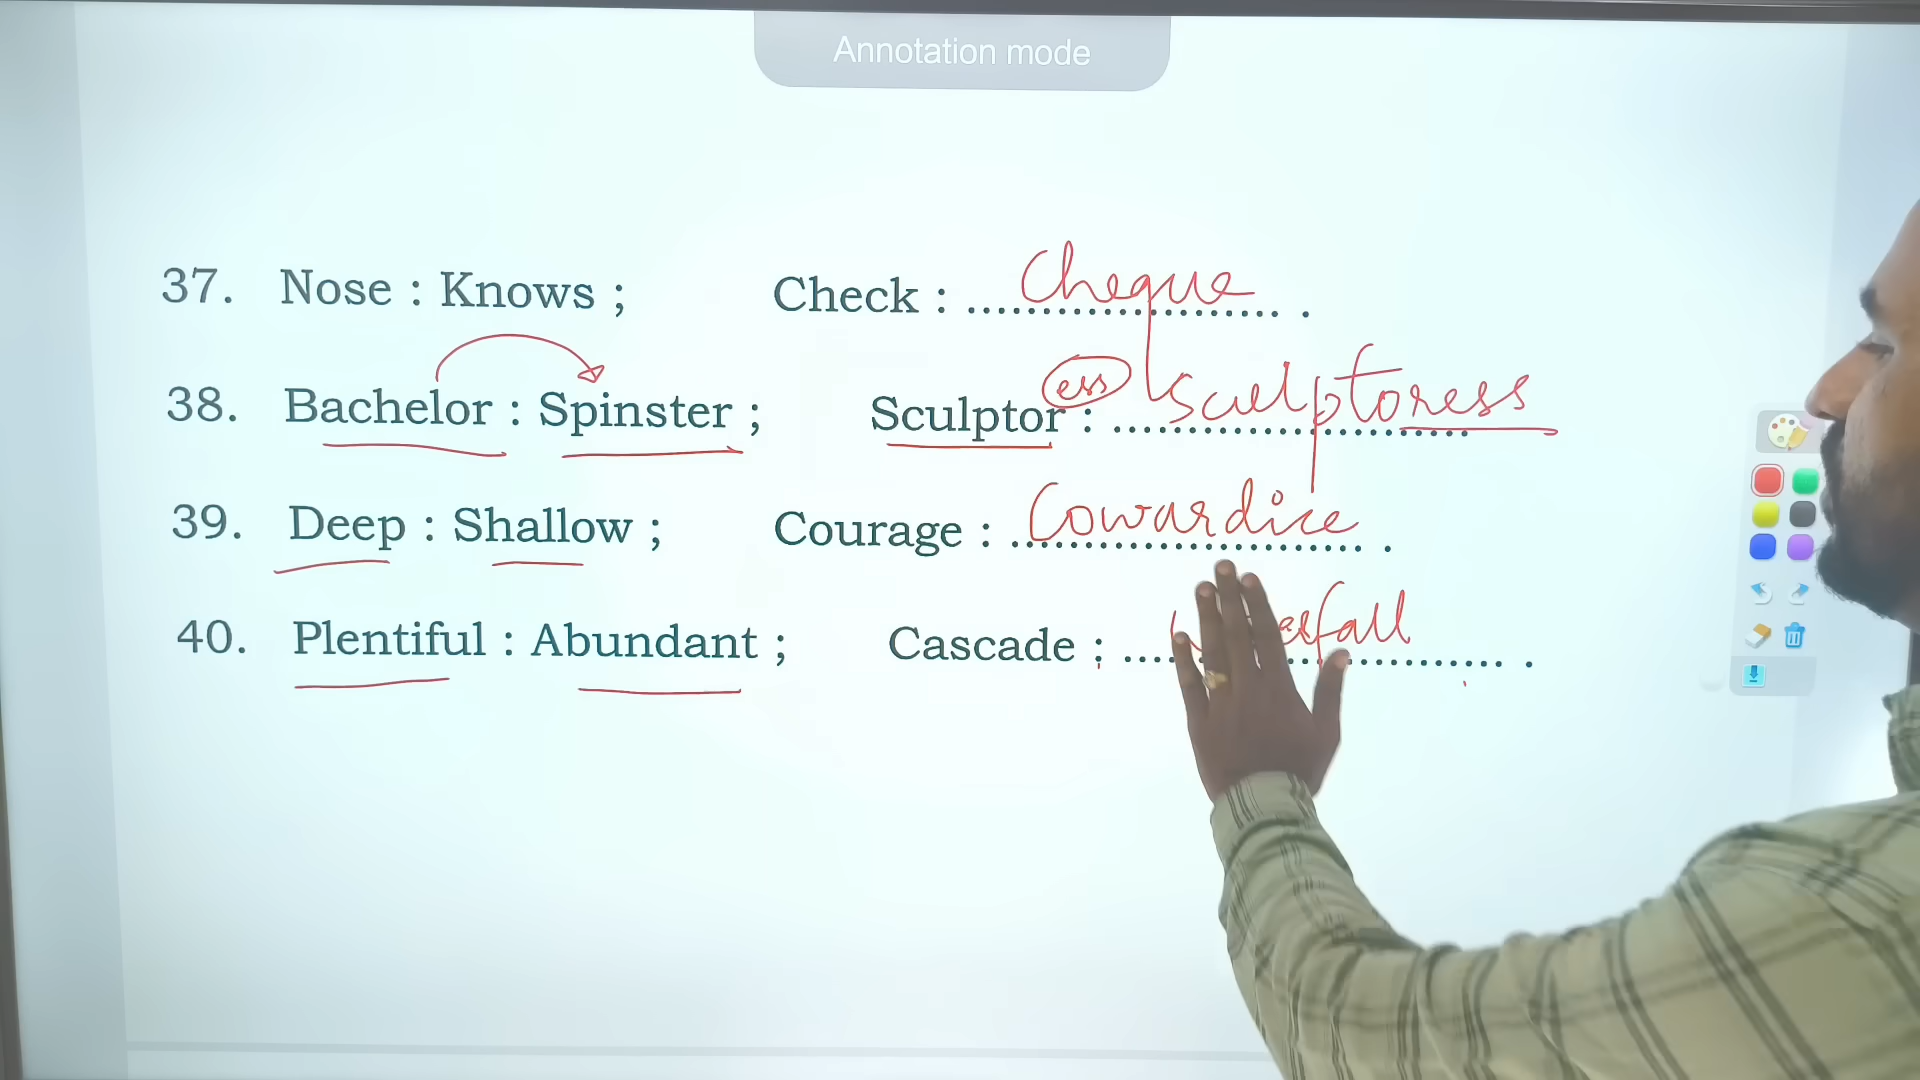 Annotation mode
37. Nose : Knows ; Check : Cheque .
38. Bachelor : Spinster ; Sculptor : ess Sculptoress
39. Deep : Shallow ; Courage : Cowardice .
40. Plentiful : Abundant ; Cascade : .